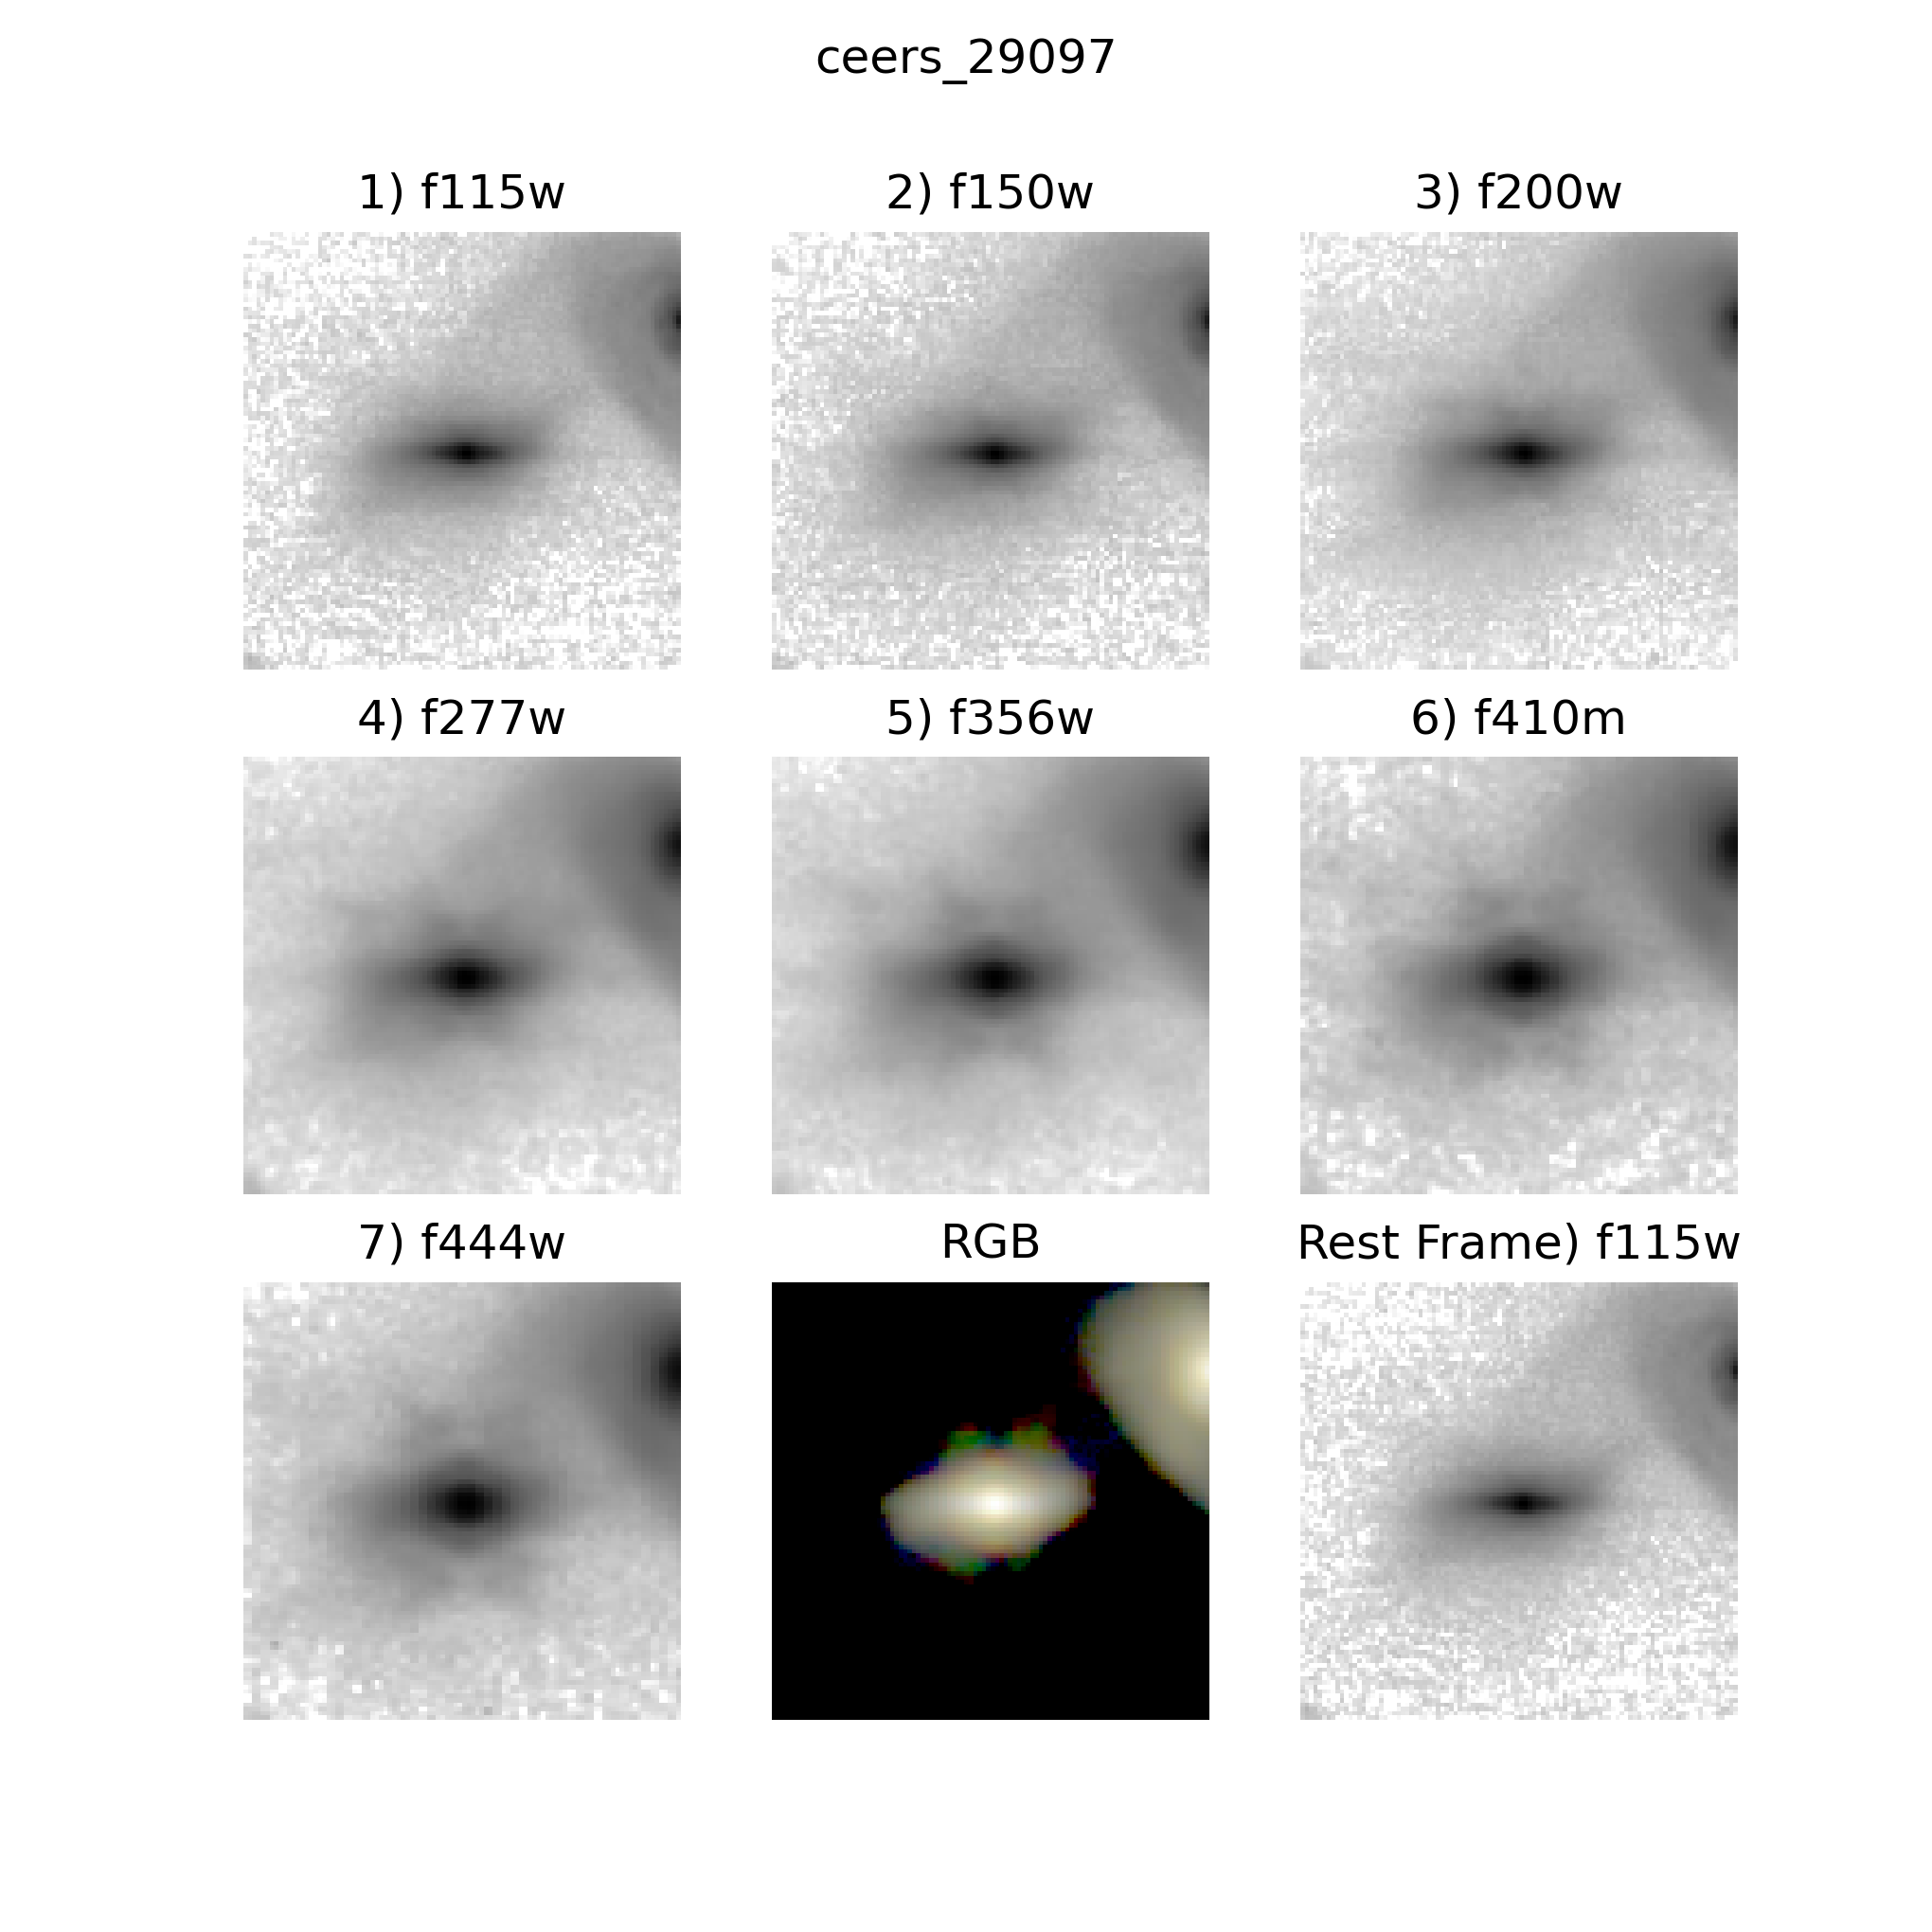 ceers_29097
1) f115w
2) f150w
3) f200w
4) f277w
5) f356w
6) f410m
7) f444w
RGB
Rest Frame) f115w